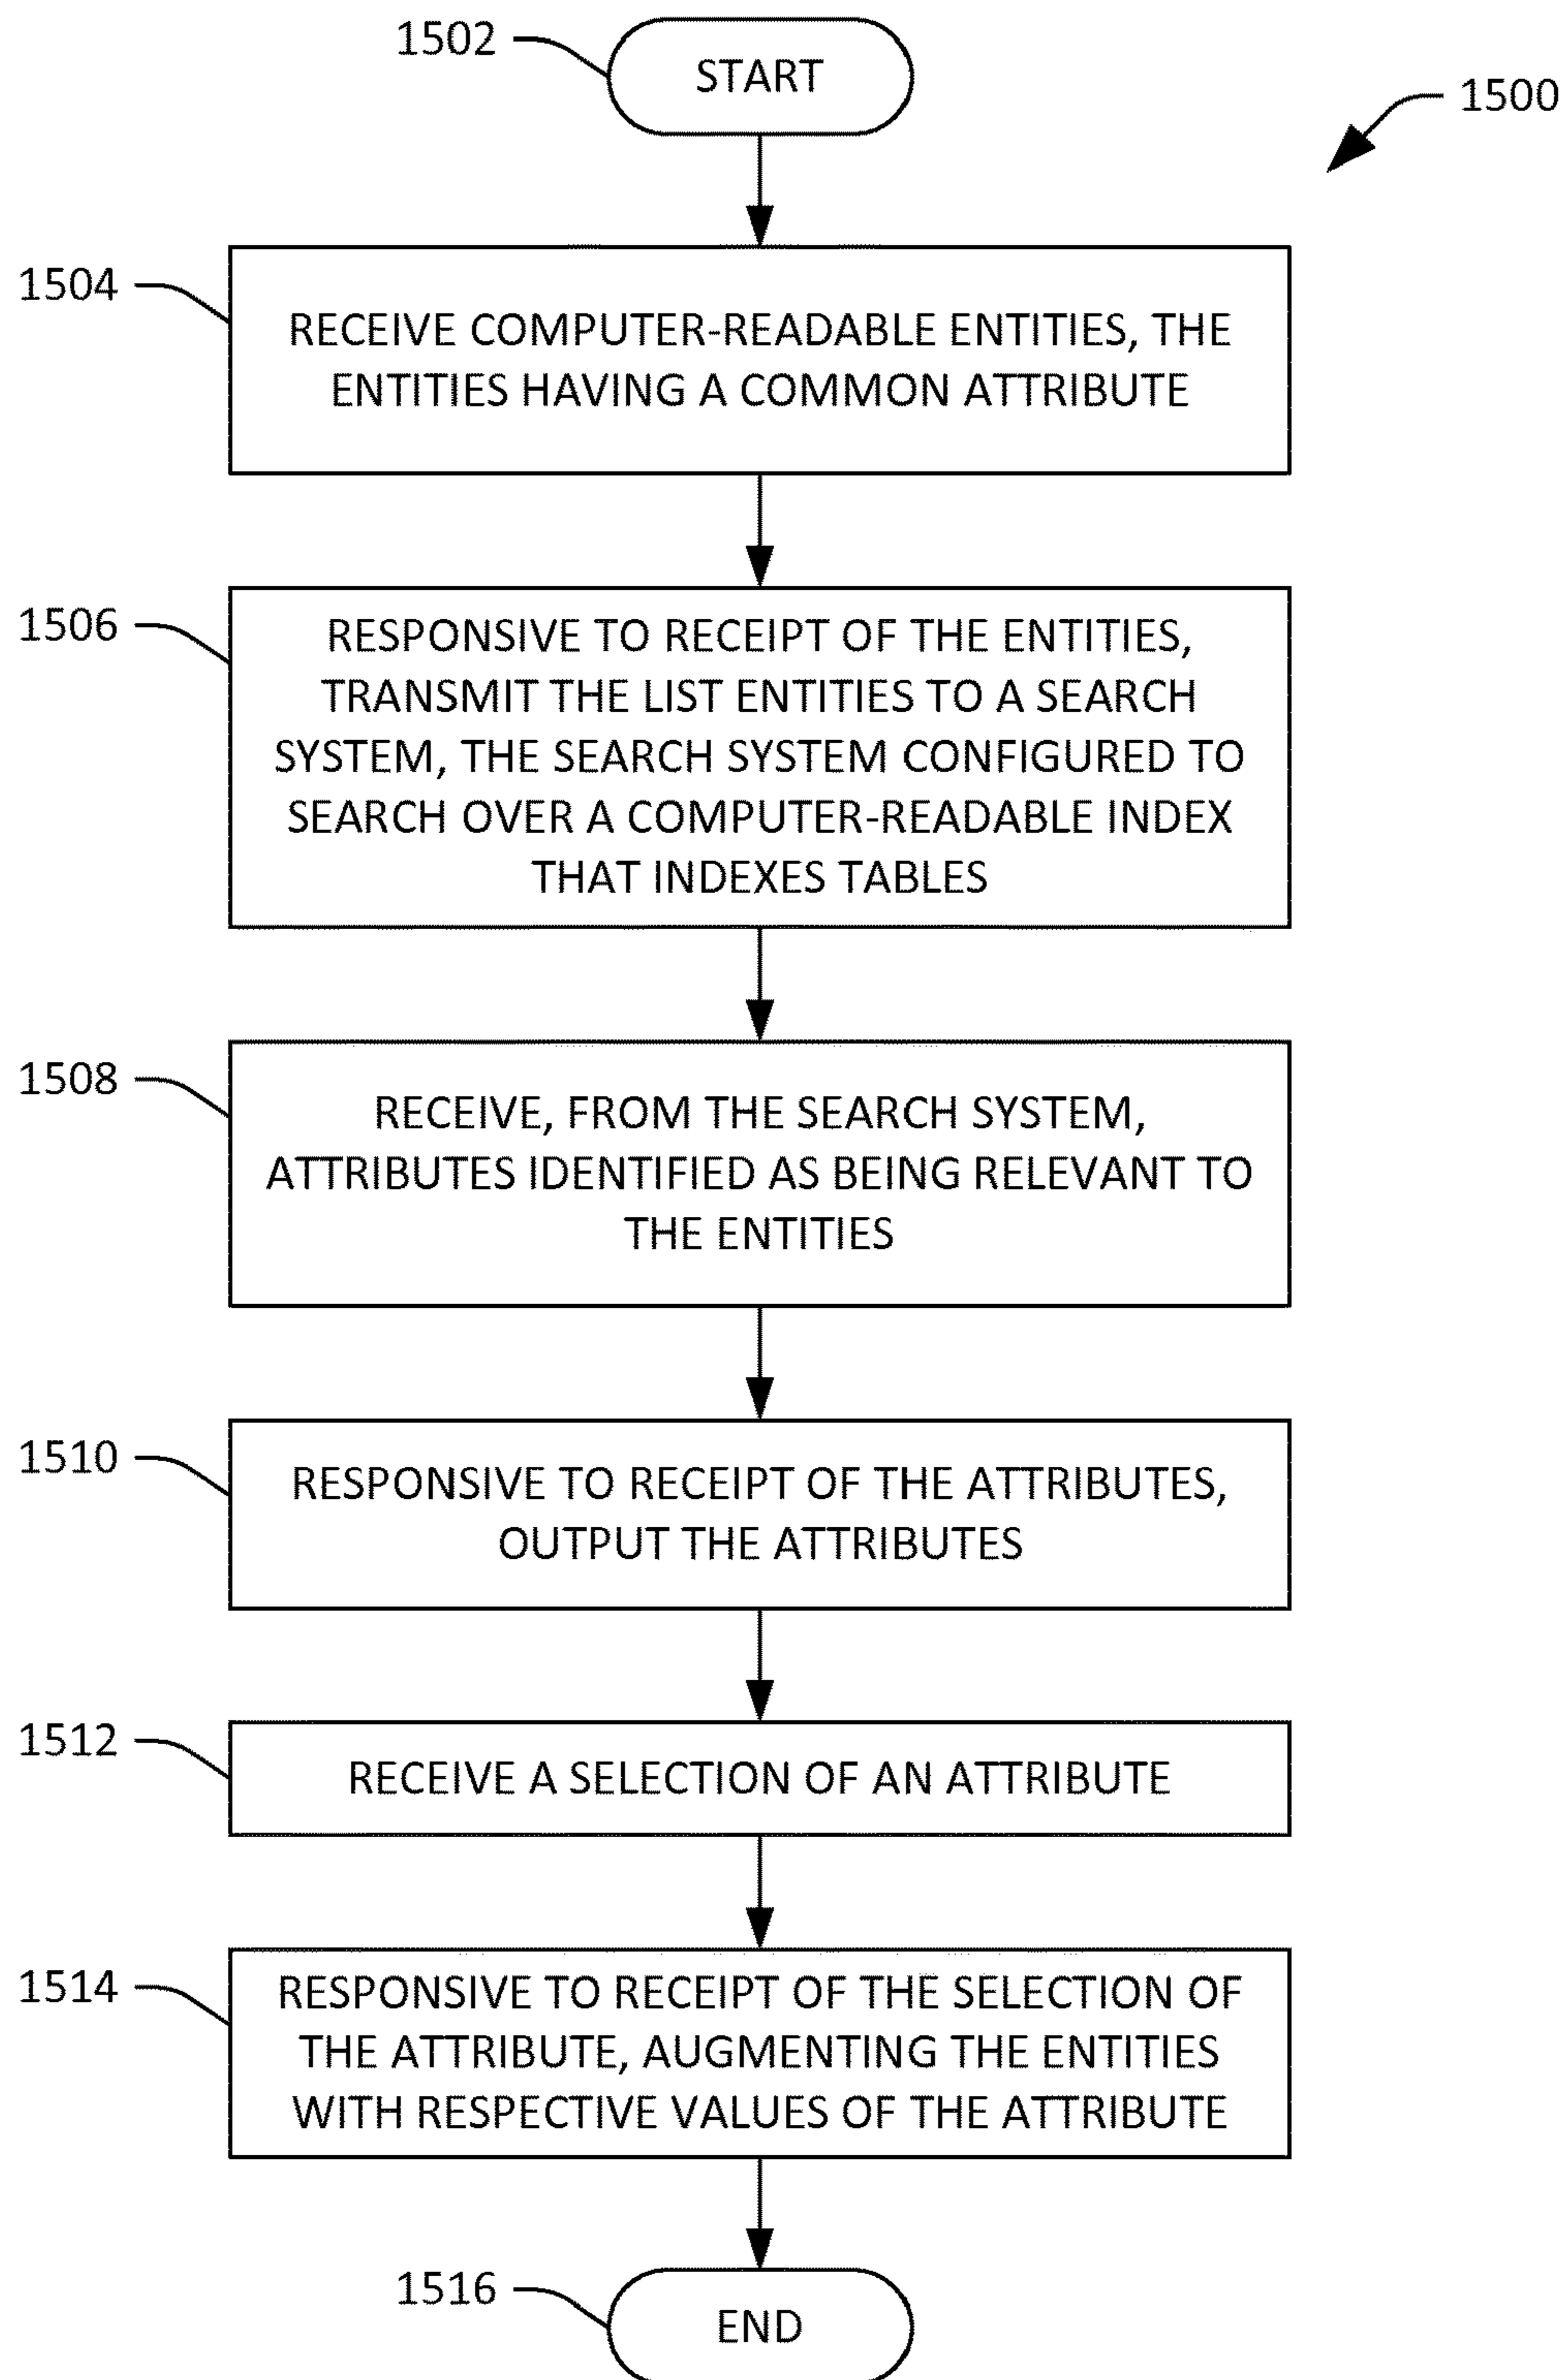 1502
START
1500
1504
RECEIVE COMPUTER-READABLE ENTITIES, THE
ENTITIES HAVING A COMMON ATTRIBUTE
1506
RESPONSIVE TO RECEIPT OF THE ENTITIES,
TRANSMIT THE LIST ENTITIES TO A SEARCH
SYSTEM, THE SEARCH SYSTEM CONFIGURED TO
SEARCH OVER A COMPUTER-READABLE INDEX
THAT INDEXES TABLES
1508
RECEIVE, FROM THE SEARCH SYSTEM,
ATTRIBUTES IDENTIFIED AS BEING RELEVANT TO
THE ENTITIES
1510
RESPONSIVE TO RECEIPT OF THE ATTRIBUTES,
OUTPUT THE ATTRIBUTES
1512
RECEIVE A SELECTION OF AN ATTRIBUTE
1514
RESPONSIVE TO RECEIPT OF THE SELECTION OF
THE ATTRIBUTE, AUGMENTING THE ENTITIES
WITH RESPECTIVE VALUES OF THE ATTRIBUTE
1516
END